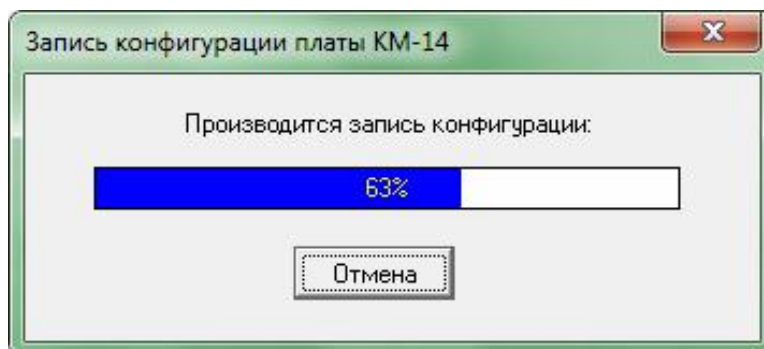 Запись конфигурации платы КМ-14
Производится запись конфигурации:
63%
Отмена